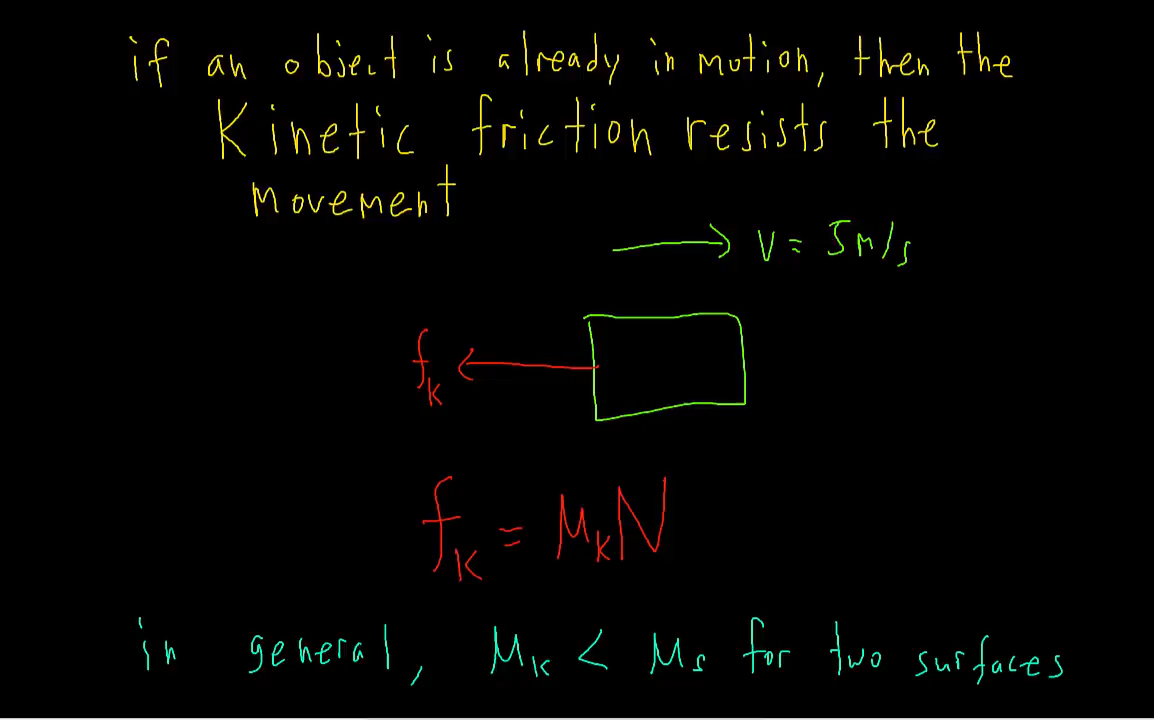 if an object is already in motion, then the
Kinetic friction resists the
movement
v = 5m/s
fk
fk = μkN
in general, μk < μs for two surfaces